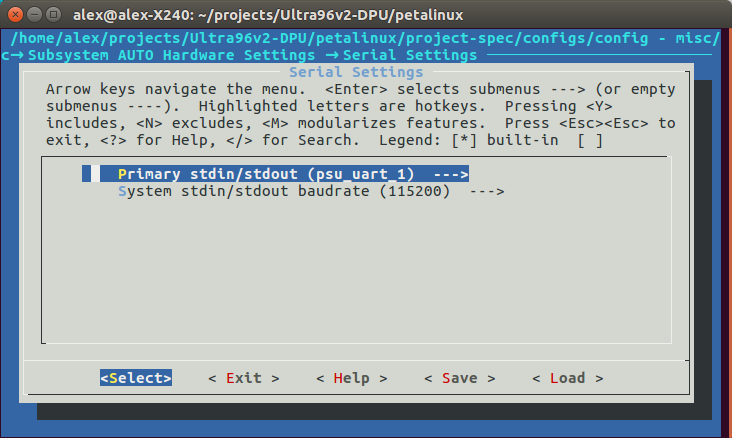 alex@alex-X240: ~/projects/Ultra96v2-DPU/petalinux
/home/alex/projects/Ultra96v2-DPU/petalinux/project-spec/configs/config - misc/
c→ Subsystem AUTO Hardware Settings → Serial Settings
Serial Settings
Arrow keys navigate the menu.  <Enter> selects submenus ---> (or empty
submenus ----).  Highlighted letters are hotkeys.  Pressing <Y>
includes, <N> excludes, <M> modularizes features.  Press <Esc><Esc> to
exit, <?> for Help, </> for Search.  Legend: [*] built-in  [ ]
Primary stdin/stdout (psu_uart_1)  --->
System stdin/stdout baudrate (115200)  --->
<Select>    < Exit >    < Help >    < Save >    < Load >